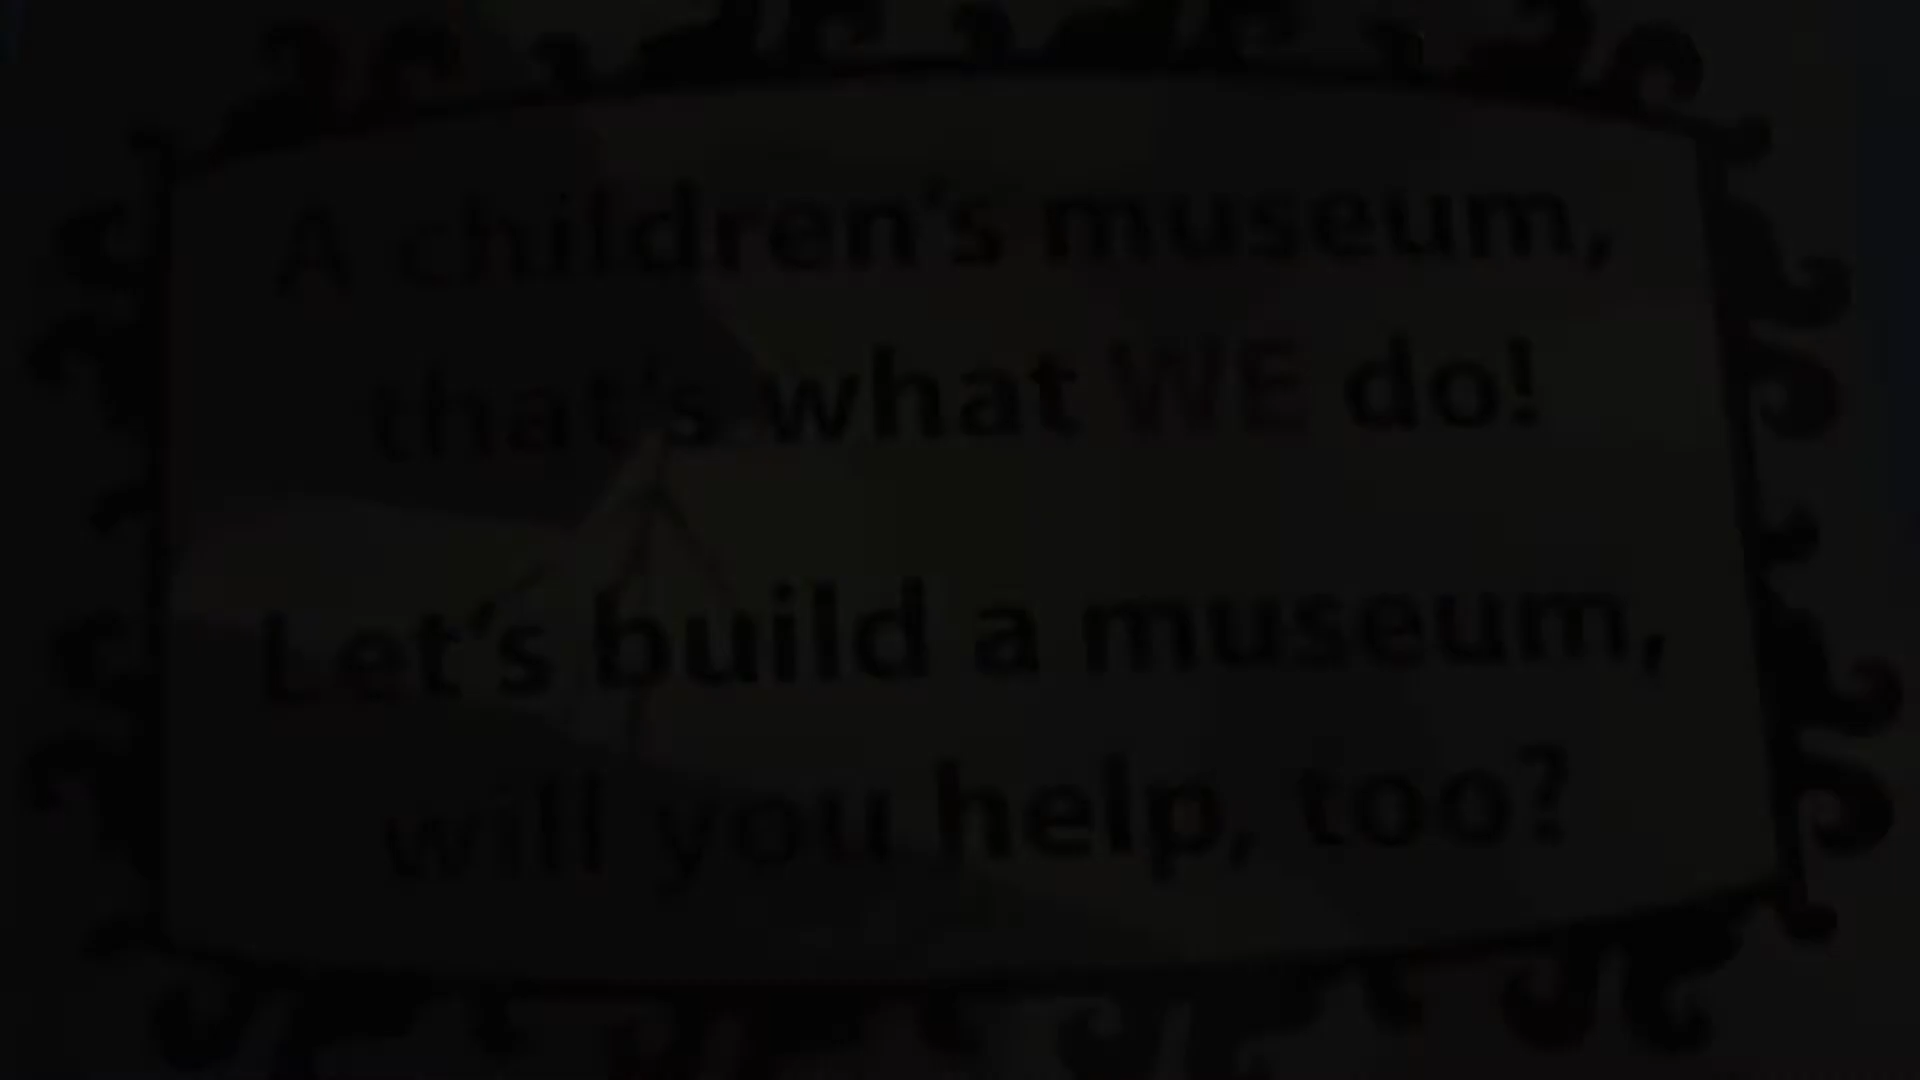 A children's museum,
that's what WE do!
Let's build a museum,
will you help, too?